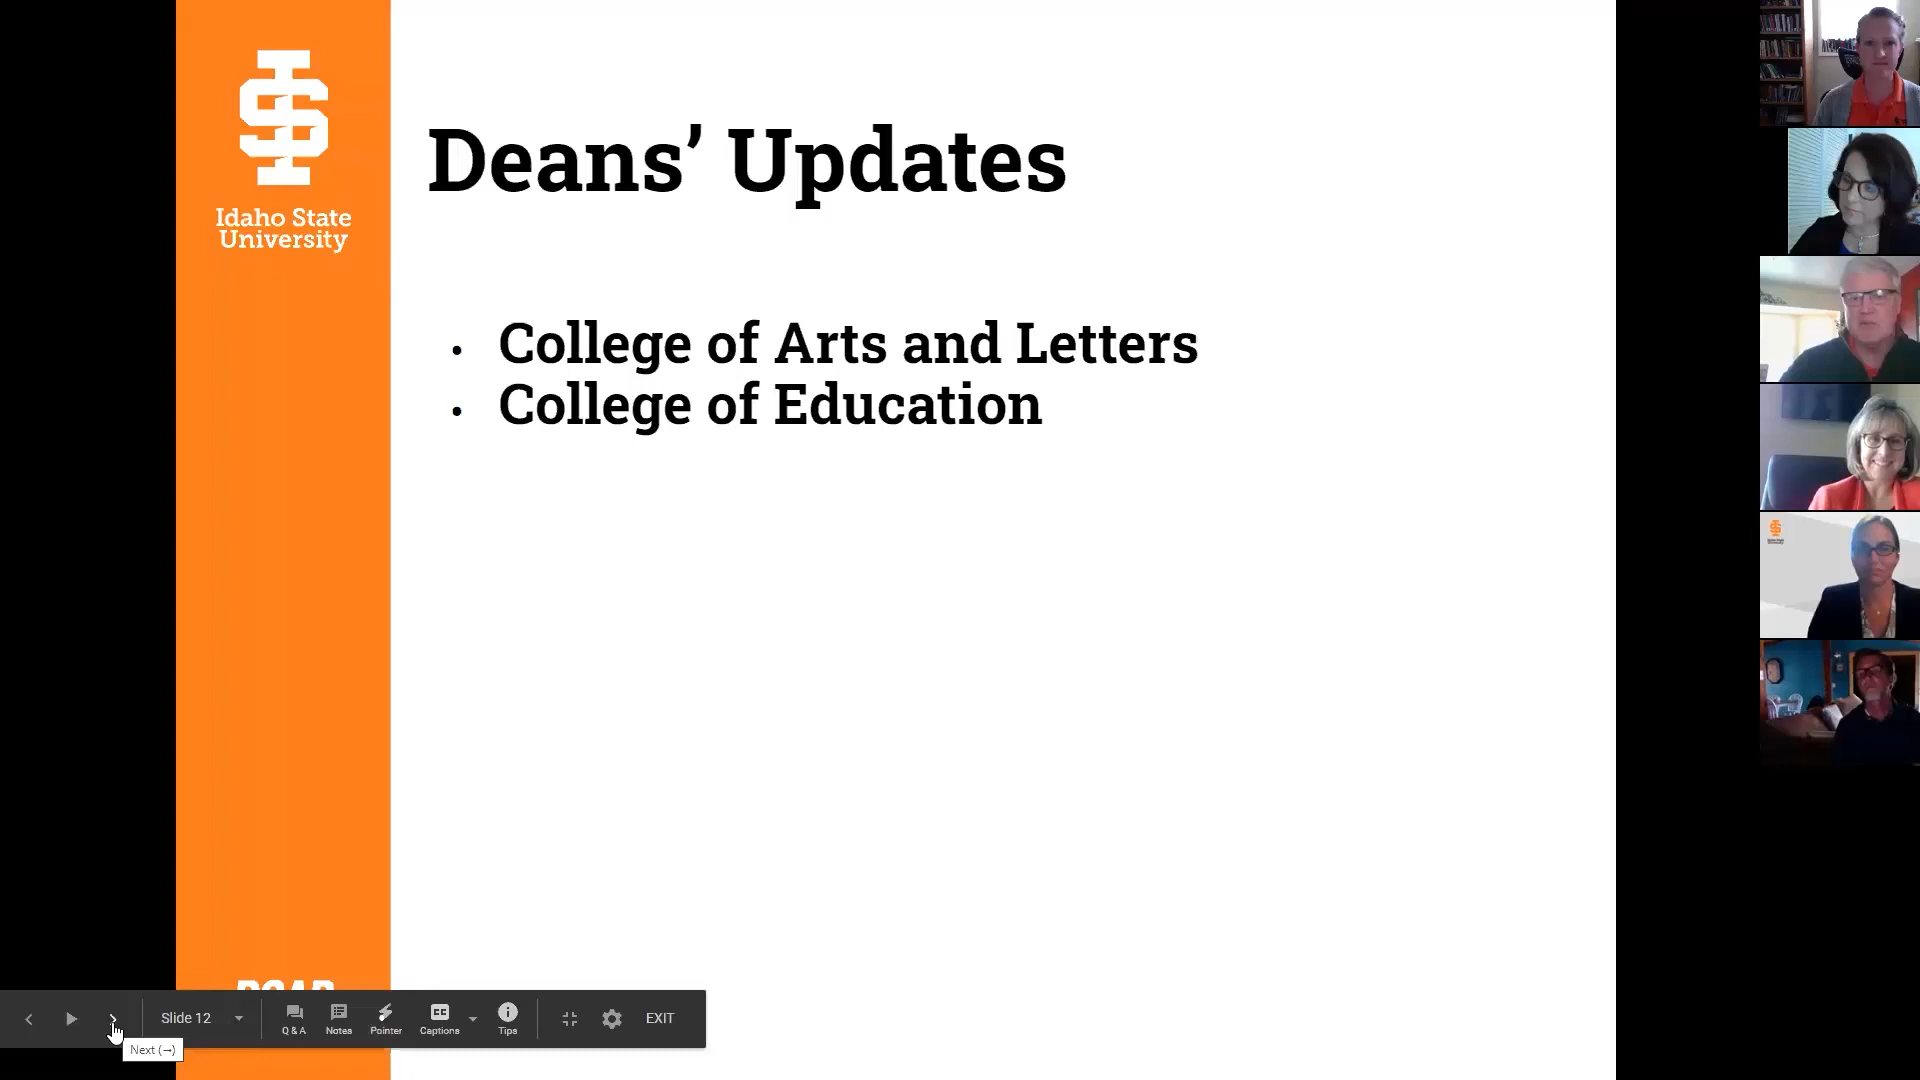 Idaho State
University
Deans’ Updates
• College of Arts and Letters
• College of Education
Slide 12
Q & A
Notes
Pointer
CC
Captions
Tips
EXIT
Next (→)